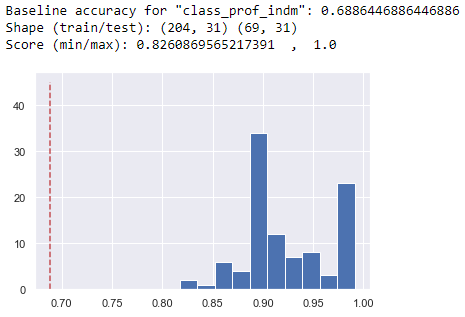 Baseline accuracy for "class_prof_indm": 0.6886446886446886
Shape (train/test): (204, 31) (69, 31)
Score (min/max): 0.8260869565217391  ,  1.0
40
30
20
10
0
0.70 0.75 0.80 0.85 0.90 0.95 1.00